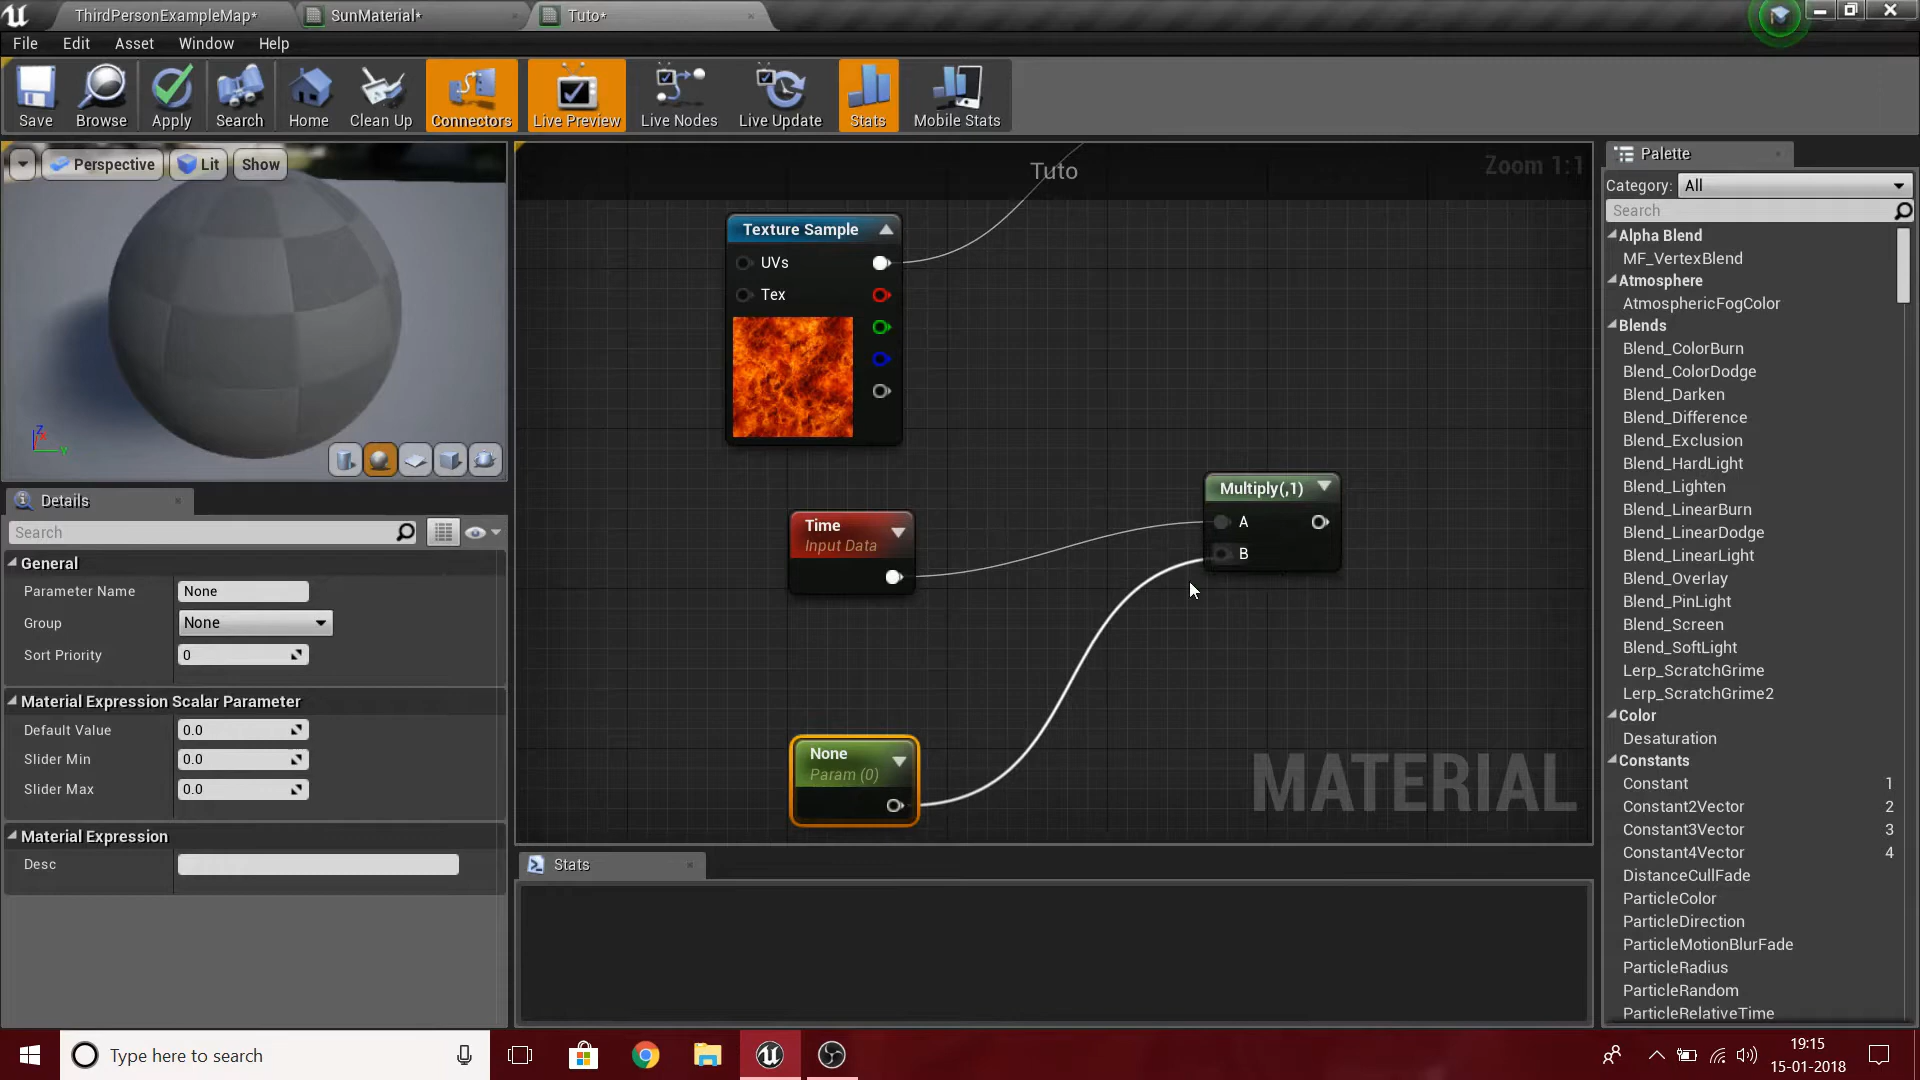 ThirdPersonExampleMap*
SunMaterial*
Tuto*
File Edit Asset Window Help
Save Browse Apply Search Home Clean Up Connectors Live Preview Live Nodes Live Update Stats Mobile Stats
Perspective Lit Show
Z
Y
Tuto
Zoom 1:1
Texture Sample
UVs
Tex
Time
Input Data
Multiply(,1)
A
B
None
Param (0)
MATERIAL
Details
Search
General
Parameter Name None
Group None
Sort Priority 0
Material Expression Scalar Parameter
Default Value 0.0
Slider Min 0.0
Slider Max 0.0
Material Expression
Desc
Stats
Palette
Category: All
Search
Alpha Blend
MF_VertexBlend
Atmosphere
AtmosphericFogColor
Blends
Blend_ColorBurn
Blend_ColorDodge
Blend_Darken
Blend_Difference
Blend_Exclusion
Blend_HardLight
Blend_Lighten
Blend_LinearBurn
Blend_LinearDodge
Blend_LinearLight
Blend_Overlay
Blend_PinLight
Blend_Screen
Blend_SoftLight
Lerp_ScratchGrime
Lerp_ScratchGrime2
Color
Desaturation
Constants
Constant 1
Constant2Vector 2
Constant3Vector 3
Constant4Vector 4
DistanceCullFade
ParticleColor
ParticleDirection
ParticleMotionBlurFade
ParticleRadius
ParticleRandom
ParticleRelativeTime
Type here to search
19:15
15-01-2018